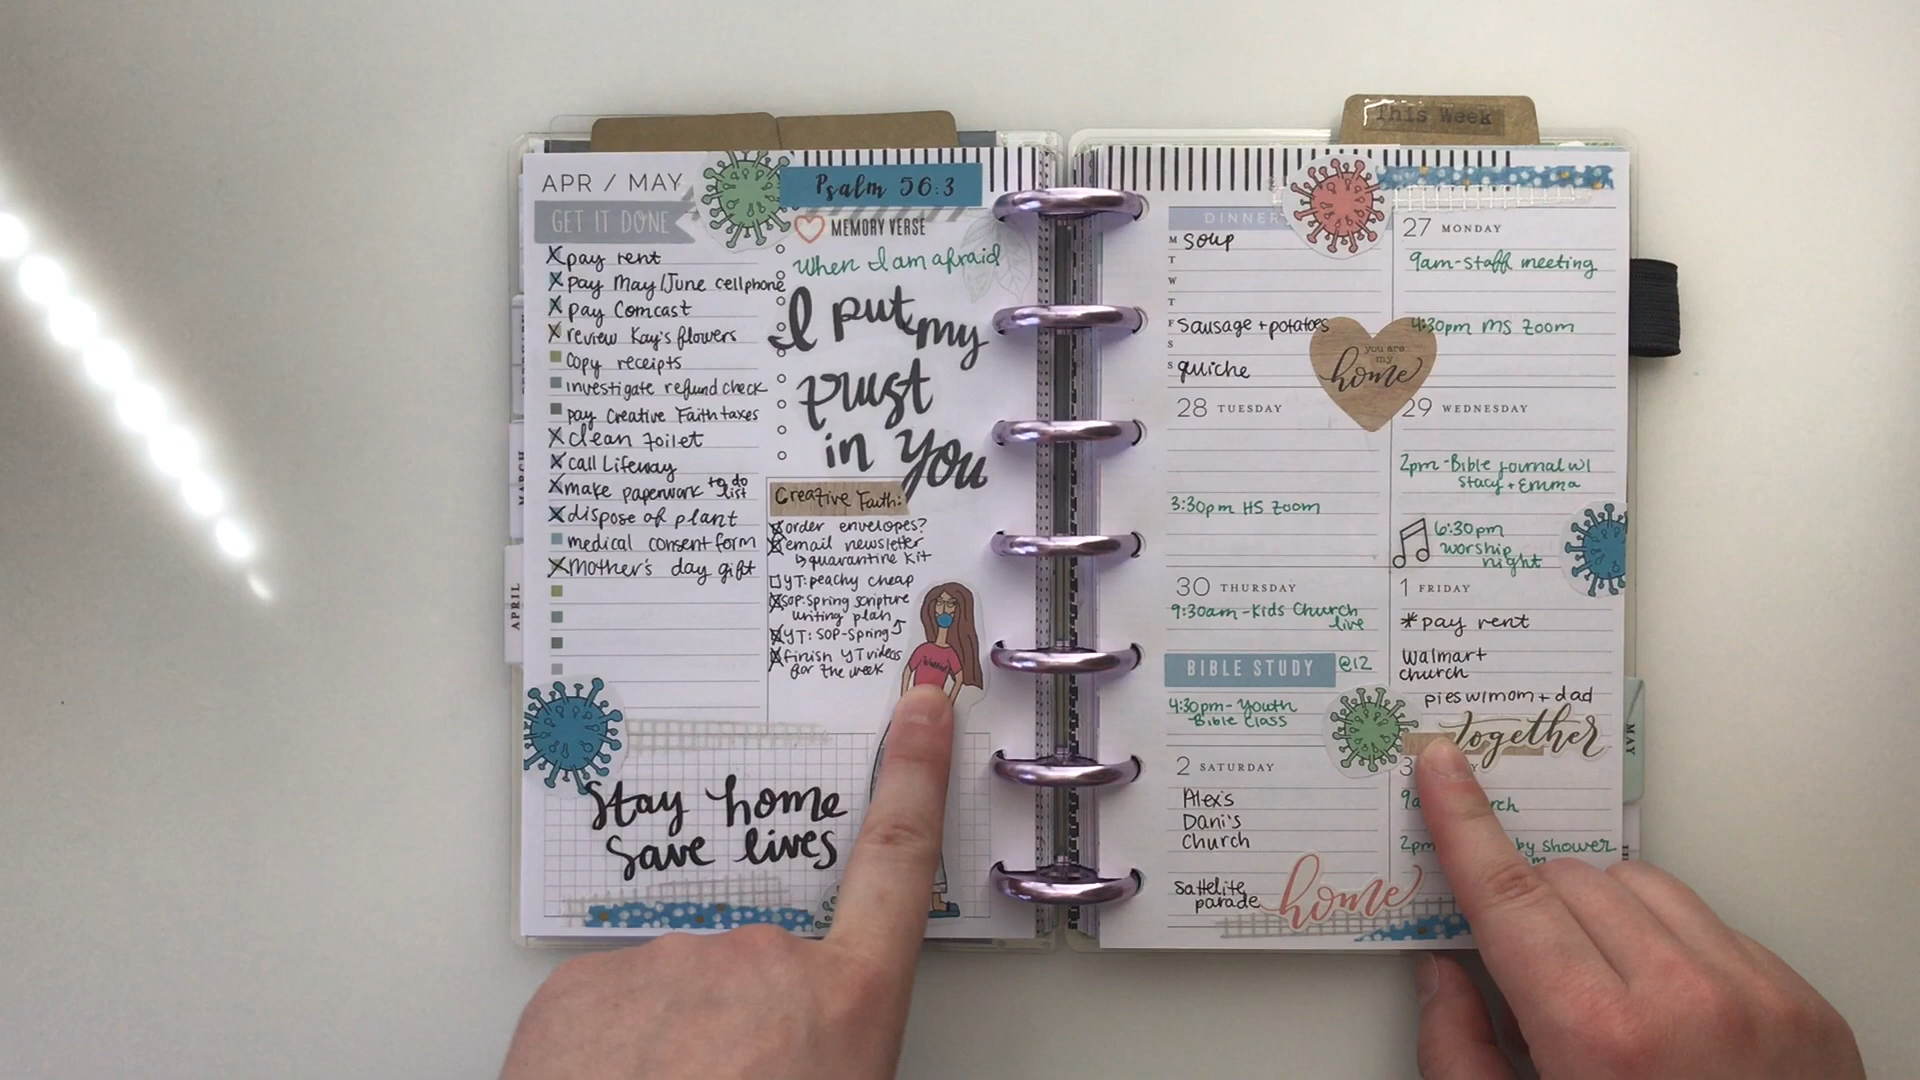 This Week
APR / MAY
Psalm 56:3
GET IT DONE
pay rent
pay May/June cellphone
pay Comcast
review Kay's flowers
copy receipts
investigate refund check
pay Creative Faith taxes
clean toilet
call Lifeway
make paperwork to do list
dispose of plant
medical consent form
Mother's day gift
MEMORY VERSE
When I am afraid
I put my
trust
in you
Creative Faith:
order envelopes?
email newsletter
↳ quarantine kit
YT: peachy cheap
SOP: Spring scripture
writing plan
YT: SOP-Spring
finish YT videos
for the week
Stay home
Save lives
APRIL
MARCH
DINNER
M soup
T
W
T
F Sausage + potatoes
S
S quiche
you are
my
home
27 MONDAY
9am-staff meeting
4:30pm MS Zoom
28 TUESDAY
3:30pm HS Zoom
29 WEDNESDAY
2pm-Bible journal w/
Stacy + Emma
6:30pm
worship
night
30 THURSDAY
9:30am-Kids Church
live
BIBLE STUDY @12
4:30pm-Youth
Bible Class
1 FRIDAY
*pay rent
Walmart
church
pies w/ mom + dad
together
2 SATURDAY
Alex's
Dani's
Church
sattelite
parade
home
3
2pm
shower
MAY